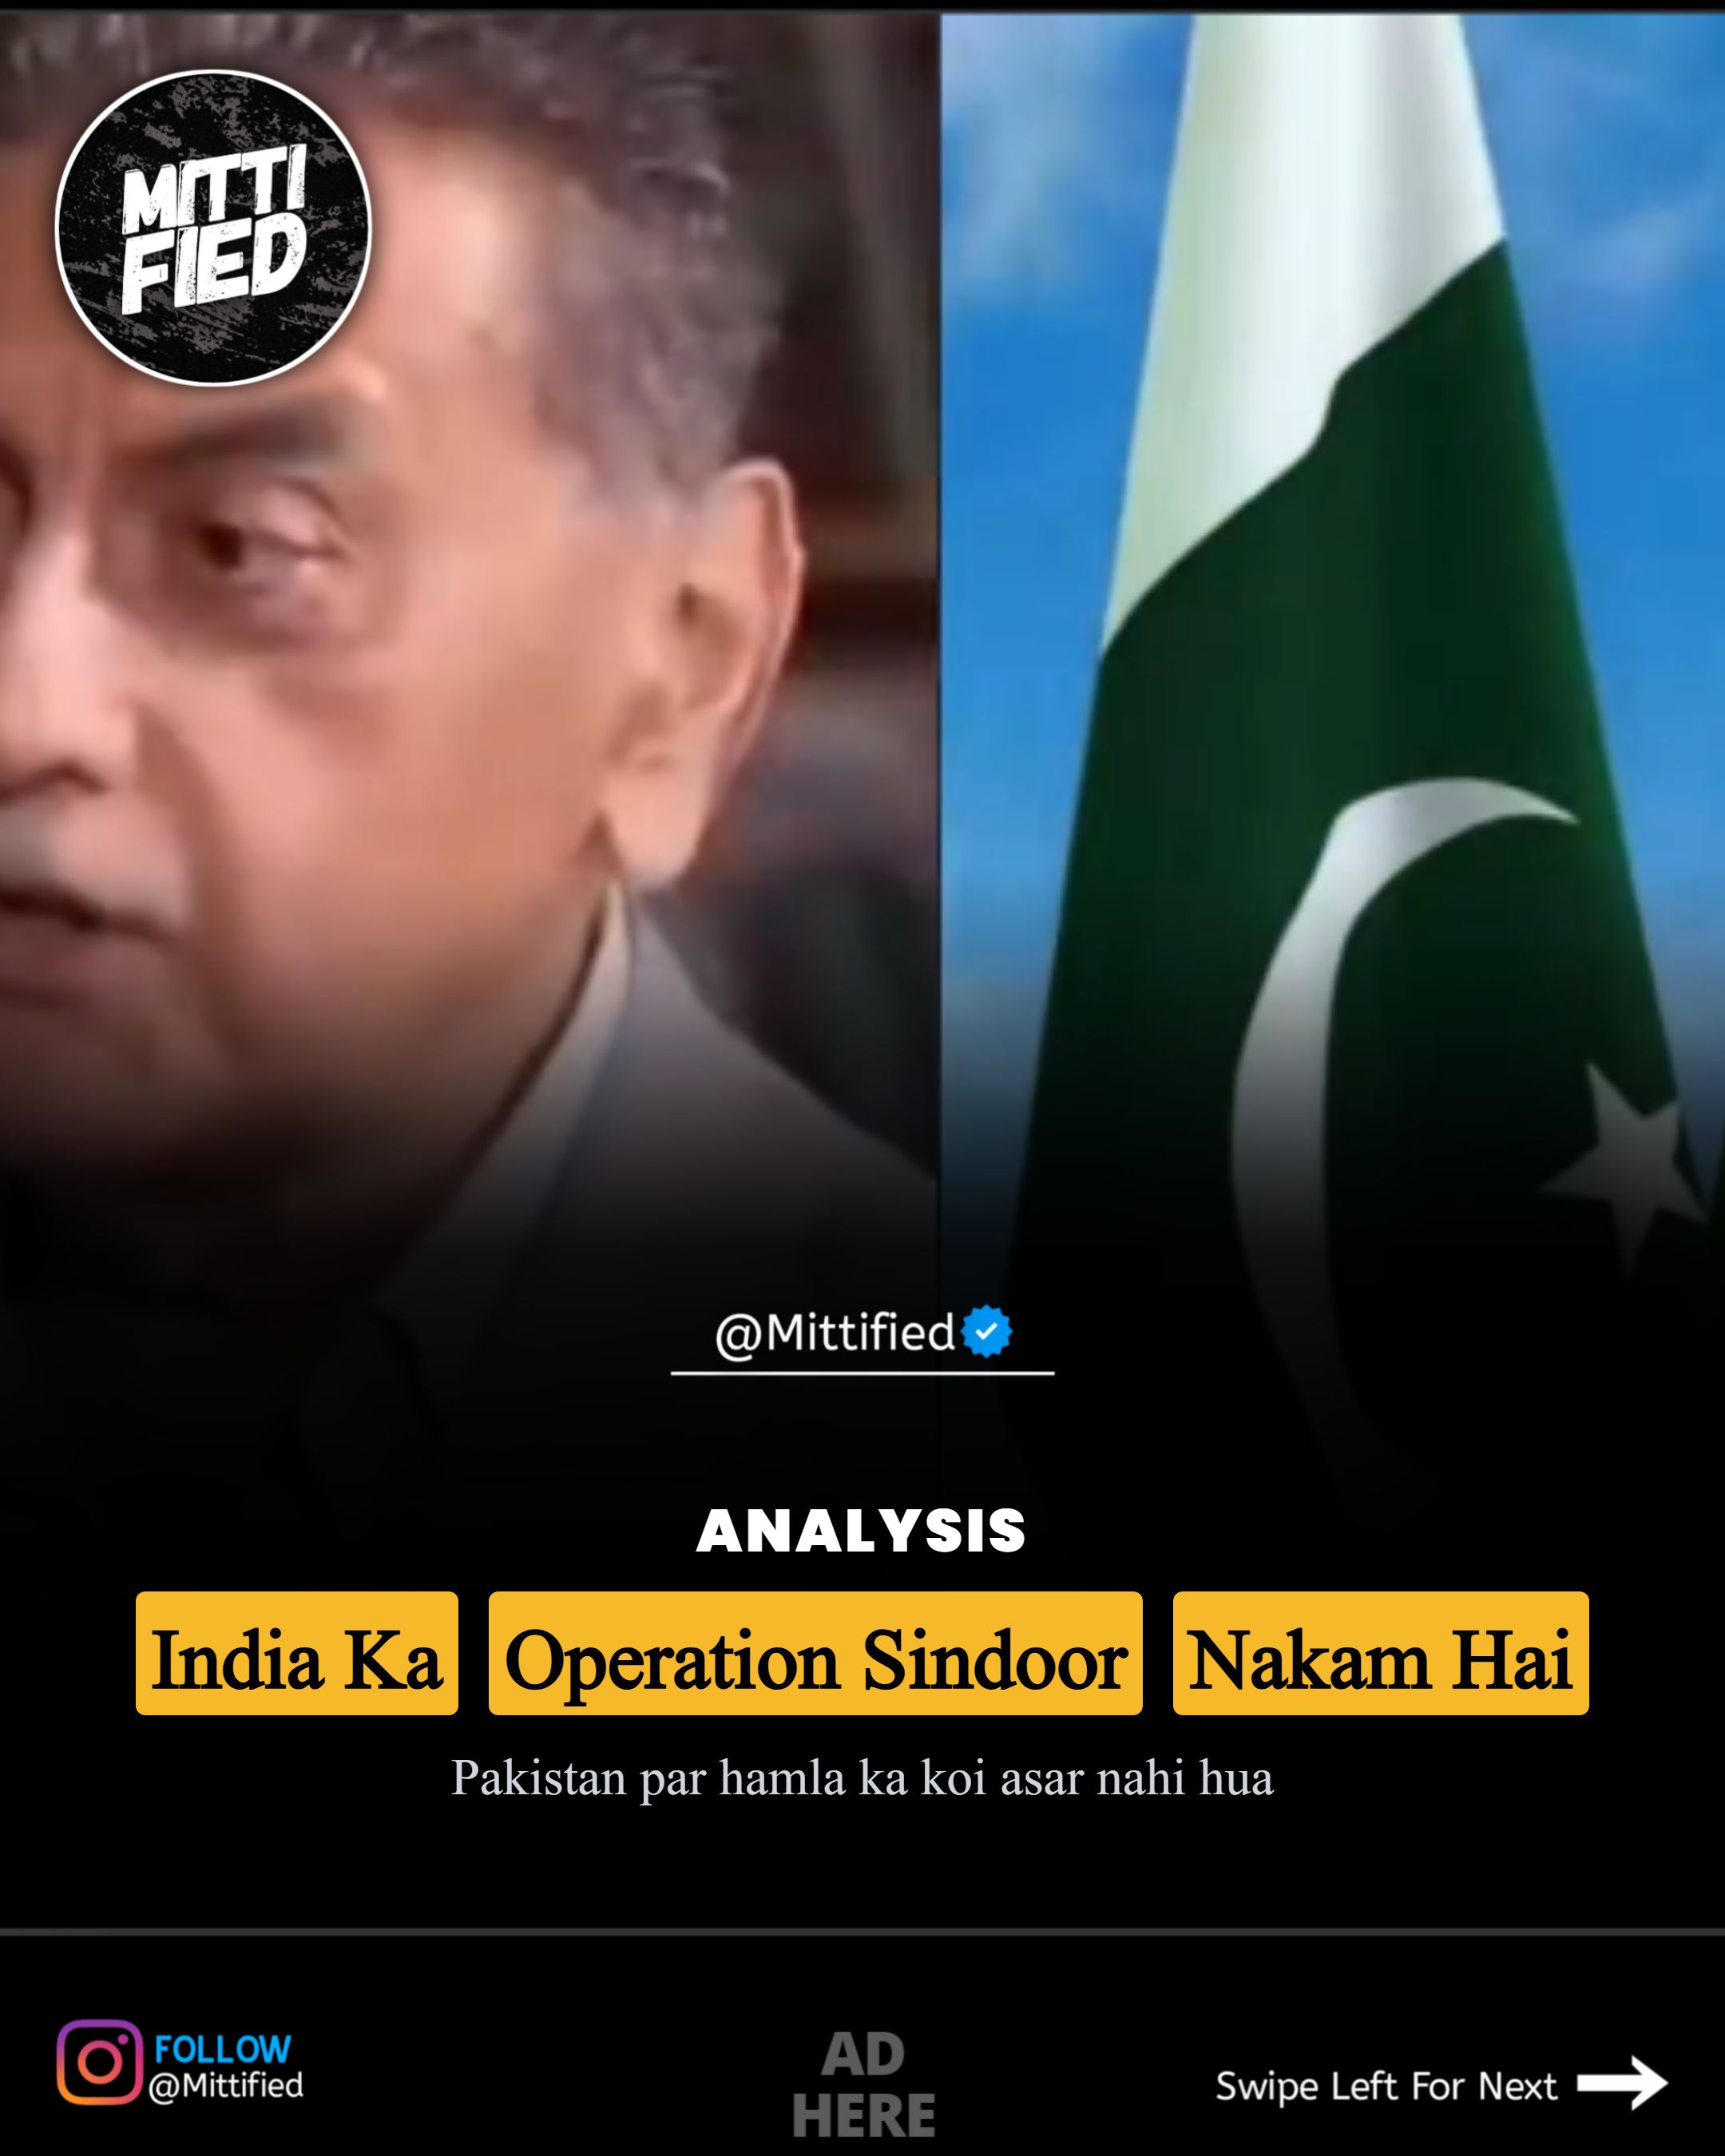 MITTI
FIED
@Mittified
ANALYSIS
India Ka Operation Sindoor Nakam Hai
Pakistan par hamla ka koi asar nahi hua
FOLLOW
@Mittified
AD
HERE
Swipe Left For Next